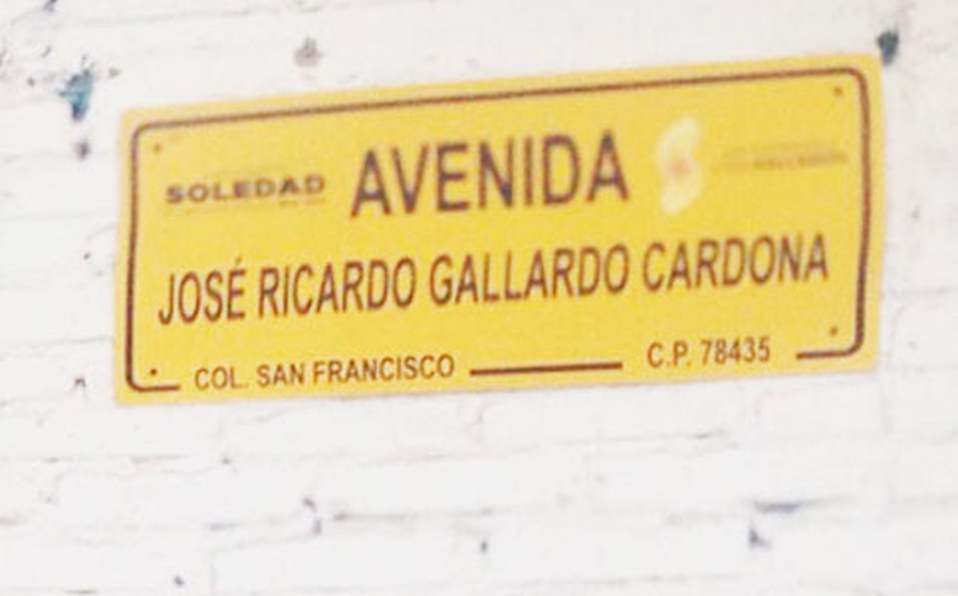 SOLEDAD AVENIDA
JOSÉ RICARDO GALLARDO CARDONA
COL. SAN FRANCISCO C.P. 78435